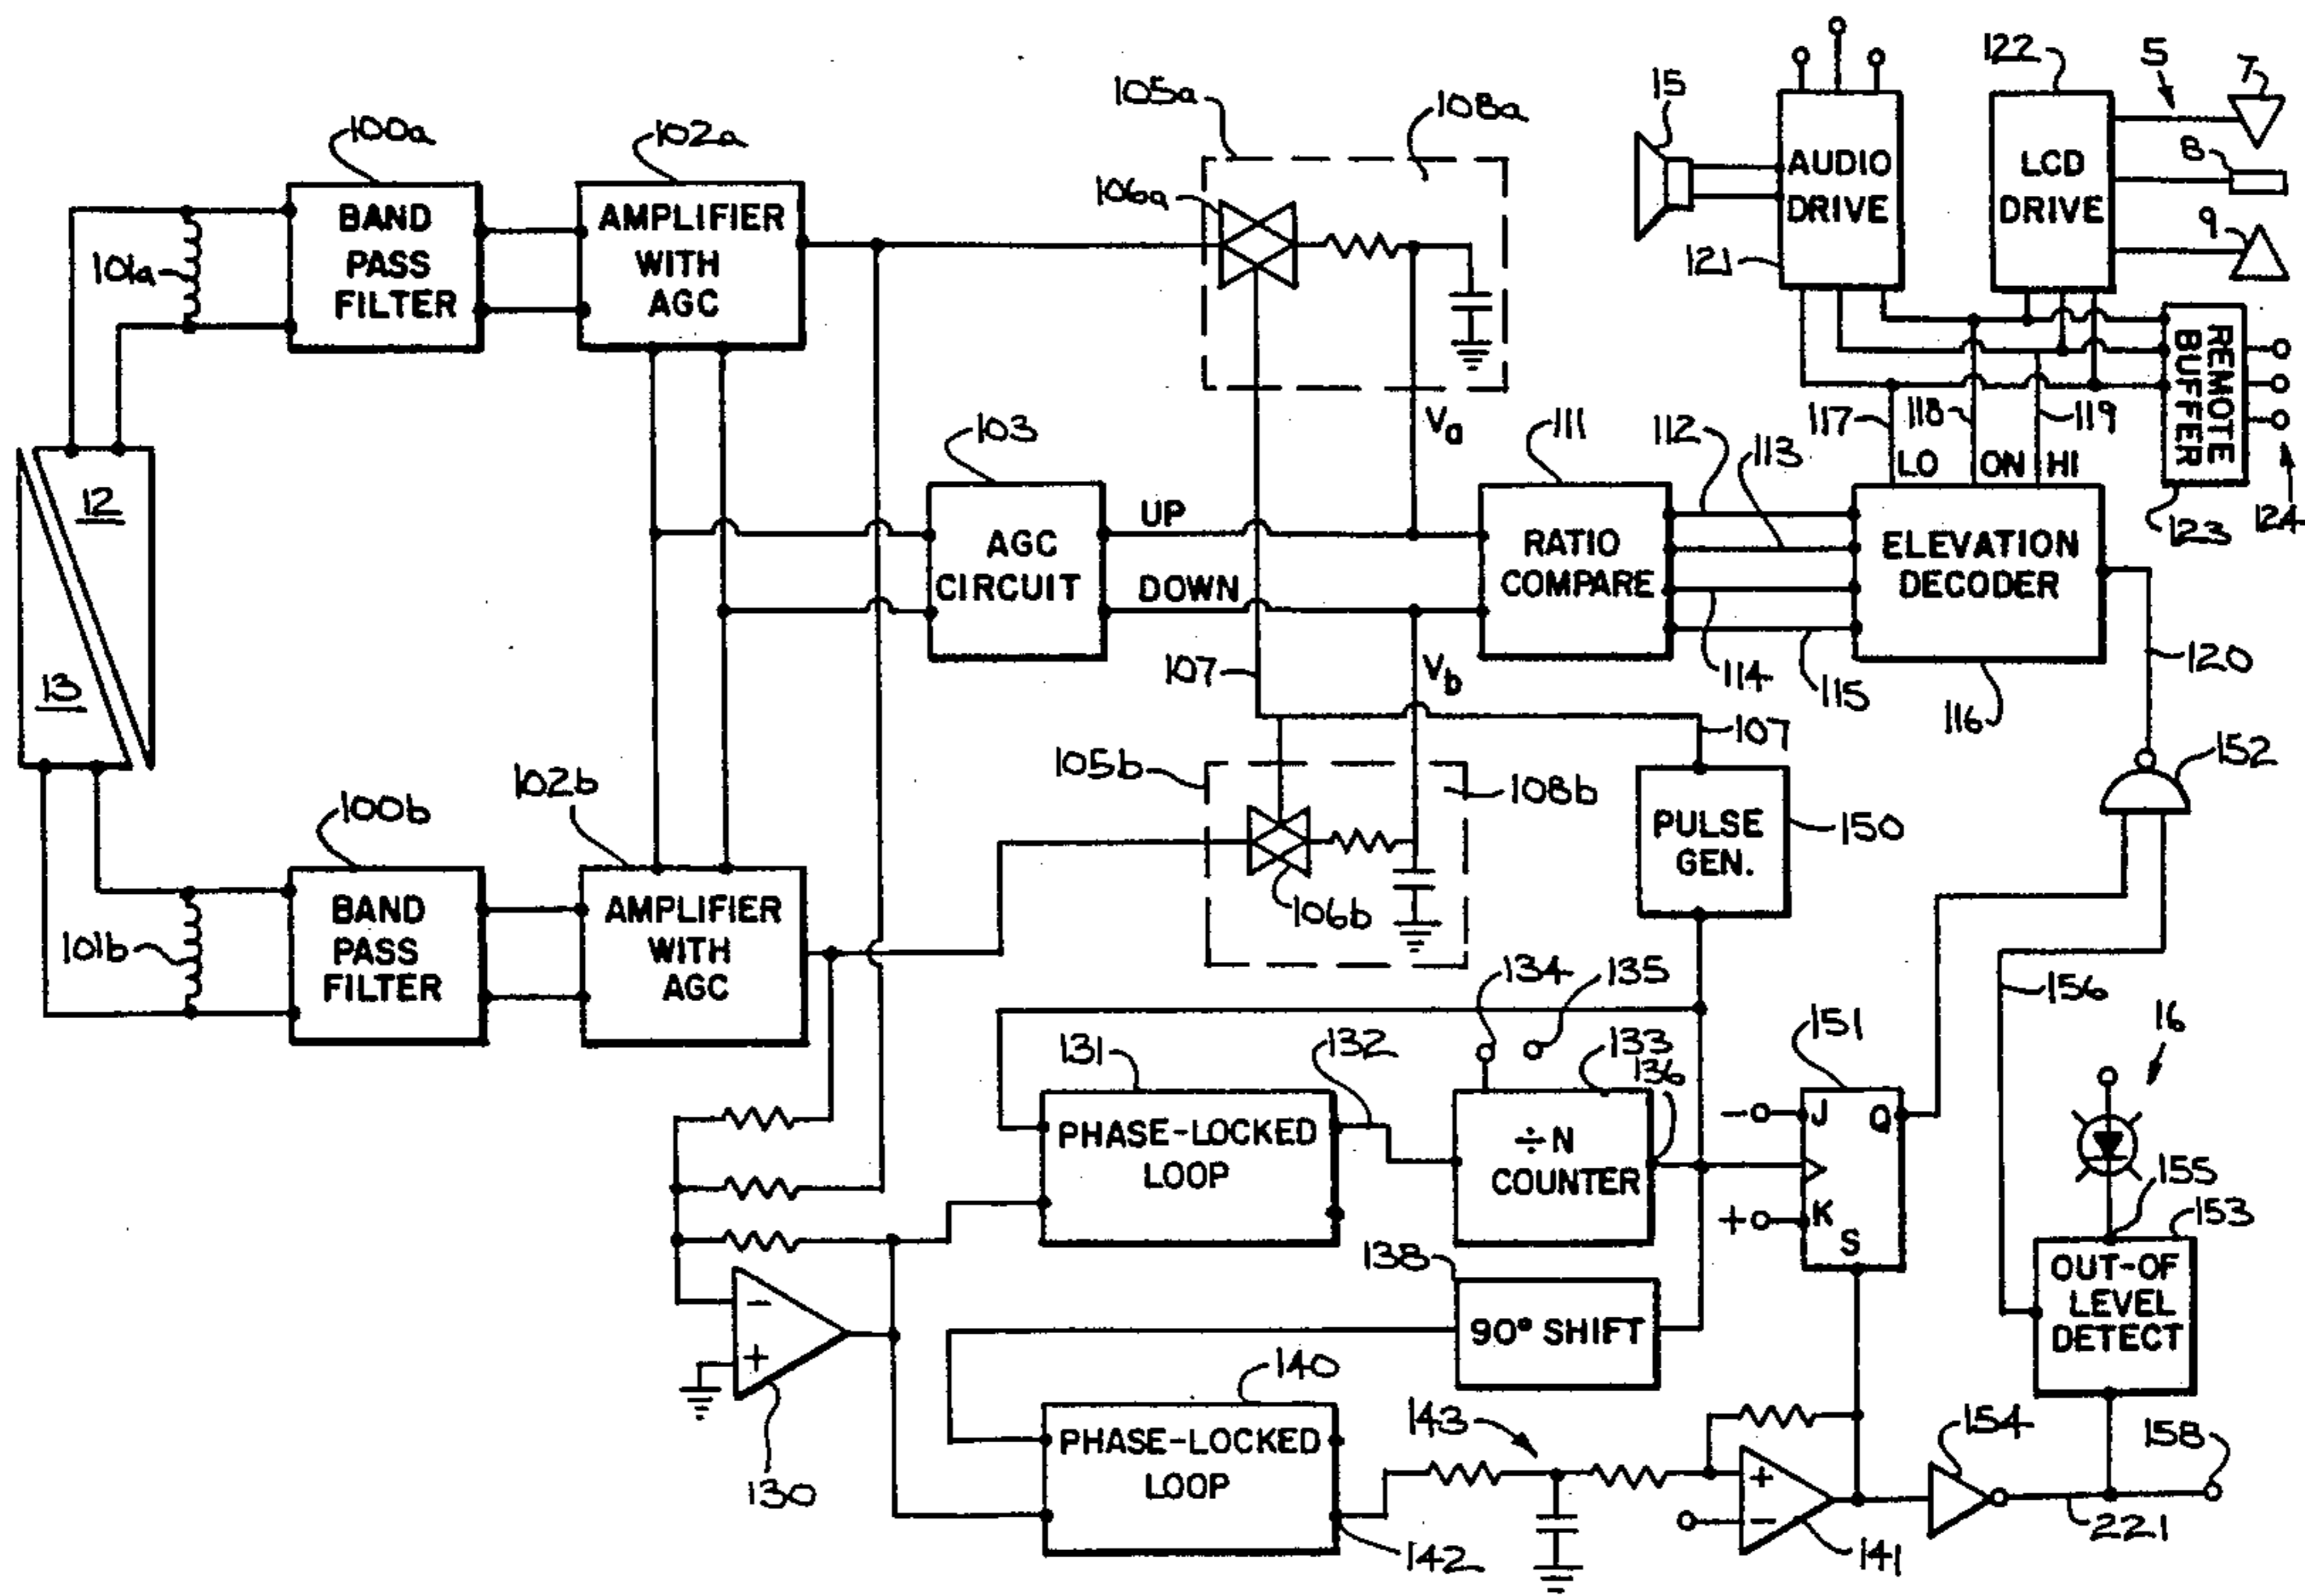 100a
BAND
PASS
FILTER
101a
102a
AMPLIFIER
WITH
AGC
105a
108a
106a
15
AUDIO
DRIVE
121
122
LCD
DRIVE
5
7
8
9
REMOTE
BUFFER
123
124
117
118
119
LO
ON
HI
12
13
103
AGC
CIRCUIT
UP
DOWN
Va
Vb
111
RATIO
COMPARE
112
113
114
115
ELEVATION
DECODER
116
120
107
107
105b
108b
106b
PULSE
GEN.
150
152
100b
BAND
PASS
FILTER
101b
102b
AMPLIFIER
WITH
AGC
131
PHASE-LOCKED
LOOP
132
134
135
133
÷N
COUNTER
136
151
-
J
Q
+
K
S
156
16
155
153
OUT-OF
LEVEL
DETECT
138
90° SHIFT
-
+
130
140
PHASE-LOCKED
LOOP
142
143
+
-
141
154
221
158